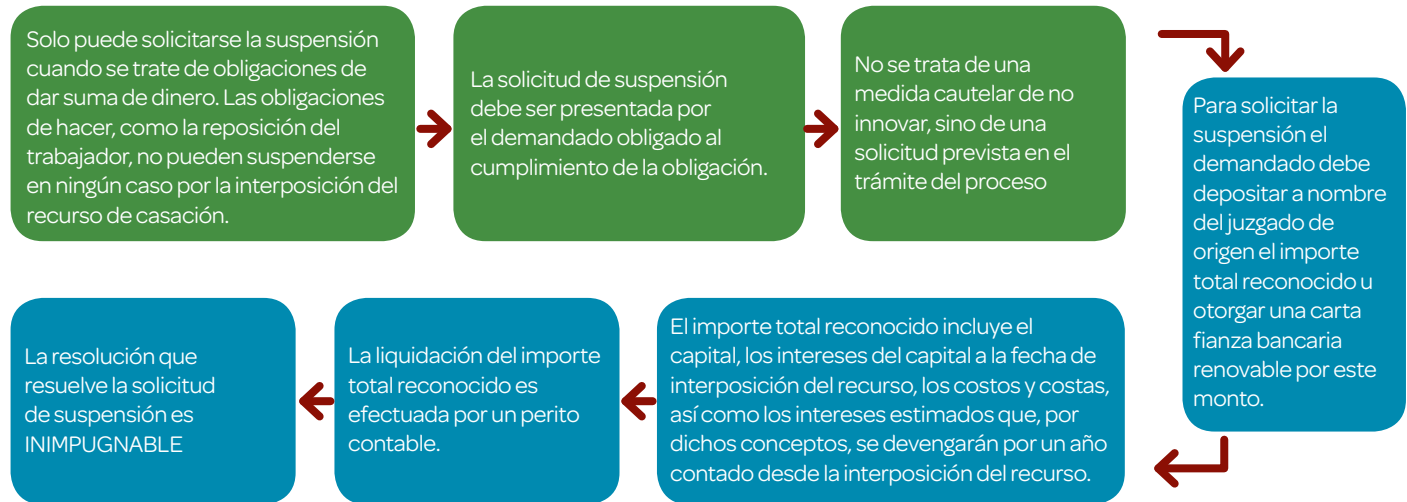 Solo puede solicitarse la suspensión
cuando se trate de obligaciones de
dar suma de dinero. Las obligaciones
de hacer, como la reposición del
trabajador, no pueden suspenderse
en ningún caso por la interposición del
recurso de casación.
La solicitud de suspensión
debe ser presentada por
el demandado obligado al
cumplimiento de la obligación.
No se trata de una
medida cautelar de no
innovar, sino de una
solicitud prevista en el
trámite del proceso
Para solicitar la
suspensión el
demandado debe
depositar a nombre
del juzgado de
origen el importe
total reconocido u
otorgar una carta
fianza bancaria
renovable por este
monto.
El importe total reconocido incluye el
capital, los intereses del capital a la fecha de
interposición del recurso, los costos y costas,
así como los intereses estimados que, por
dichos conceptos, se devengarán por un año
contado desde la interposición del recurso.
La liquidación del importe
total reconocido es
efectuada por un perito
contable.
La resolución que
resuelve la solicitud
de suspensión es
INIMPUGNABLE